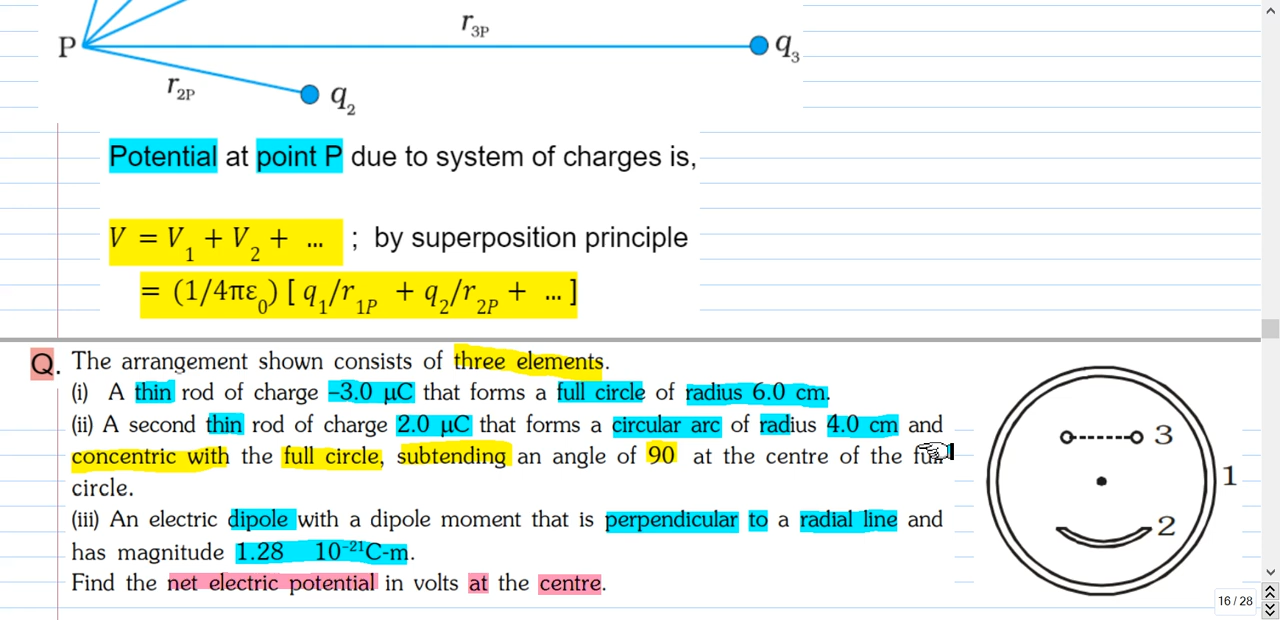 r3P
P
q3
r2P
q2
Potential at point P due to system of charges is,
V = V1 + V2 + ... ; by superposition principle
= (1/4πε0) [ q1/r1P + q2/r2P + ... ]
Q. The arrangement shown consists of three elements.
(i) A thin rod of charge –3.0 μC that forms a full circle of radius 6.0 cm.
(ii) A second thin rod of charge 2.0 μC that forms a circular arc of radius 4.0 cm and
concentric with the full circle, subtending an angle of 90 at the centre of the full
circle.
(iii) An electric dipole with a dipole moment that is perpendicular to a radial line and
has magnitude 1.28 10⁻²¹C-m.
Find the net electric potential in volts at the centre.
3
1
2
16 / 28